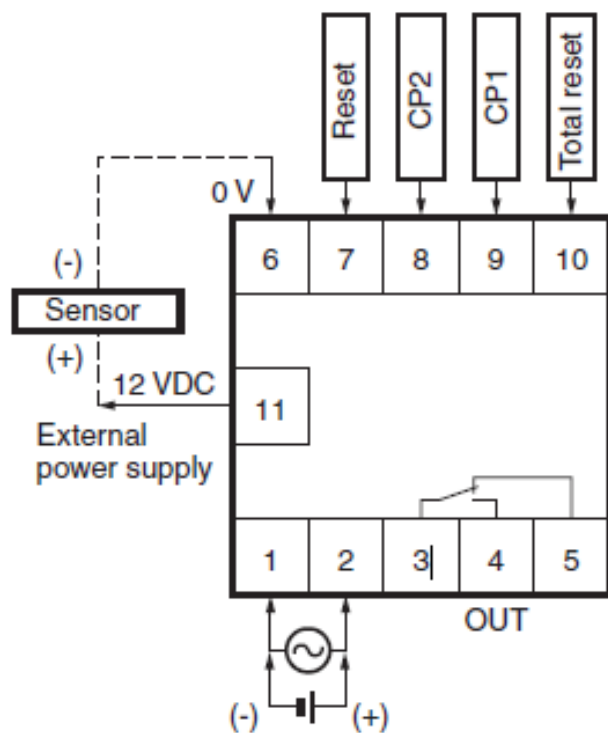 Reset
CP2
CP1
Total reset
0 V
6 7 8 9 10
(-)
Sensor
(+)
12 VDC
11
External
power supply
1 2 3 4 5
OUT
(-) (+)